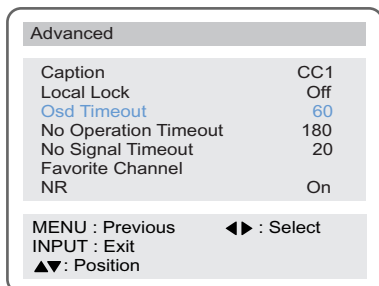 Advanced
Caption CC1
Local Lock Off
Osd Timeout 60
No Operation Timeout 180
No Signal Timeout 20
Favorite Channel
NR On
MENU : Previous ◀▶ : Select
INPUT : Exit
▲▼ : Position